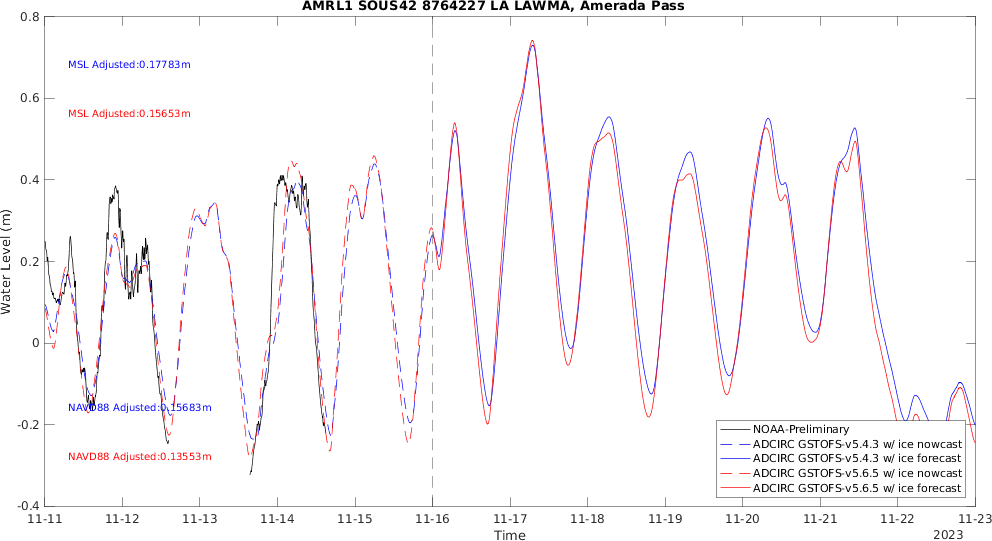 AMRL1 SOUS42 8764227 LA LAWMA, Amerada Pass
0.8
0.6
0.4
0.2
0
-0.2
-0.4
Water Level (m)
MSL Adjusted:0.17783m
MSL Adjusted:0.15653m
NAVD88 Adjusted:0.15683m
NAVD88 Adjusted:0.13553m
NOAA-Preliminary
ADCIRC GSTOFS-v5.4.3 w/ ice nowcast
ADCIRC GSTOFS-v5.4.3 w/ ice forecast
ADCIRC GSTOFS-v5.6.5 w/ ice nowcast
ADCIRC GSTOFS-v5.6.5 w/ ice forecast
11-11 11-12 11-13 11-14 11-15 11-16 11-17 11-18 11-19 11-20 11-21 11-22 11-23
Time
2023